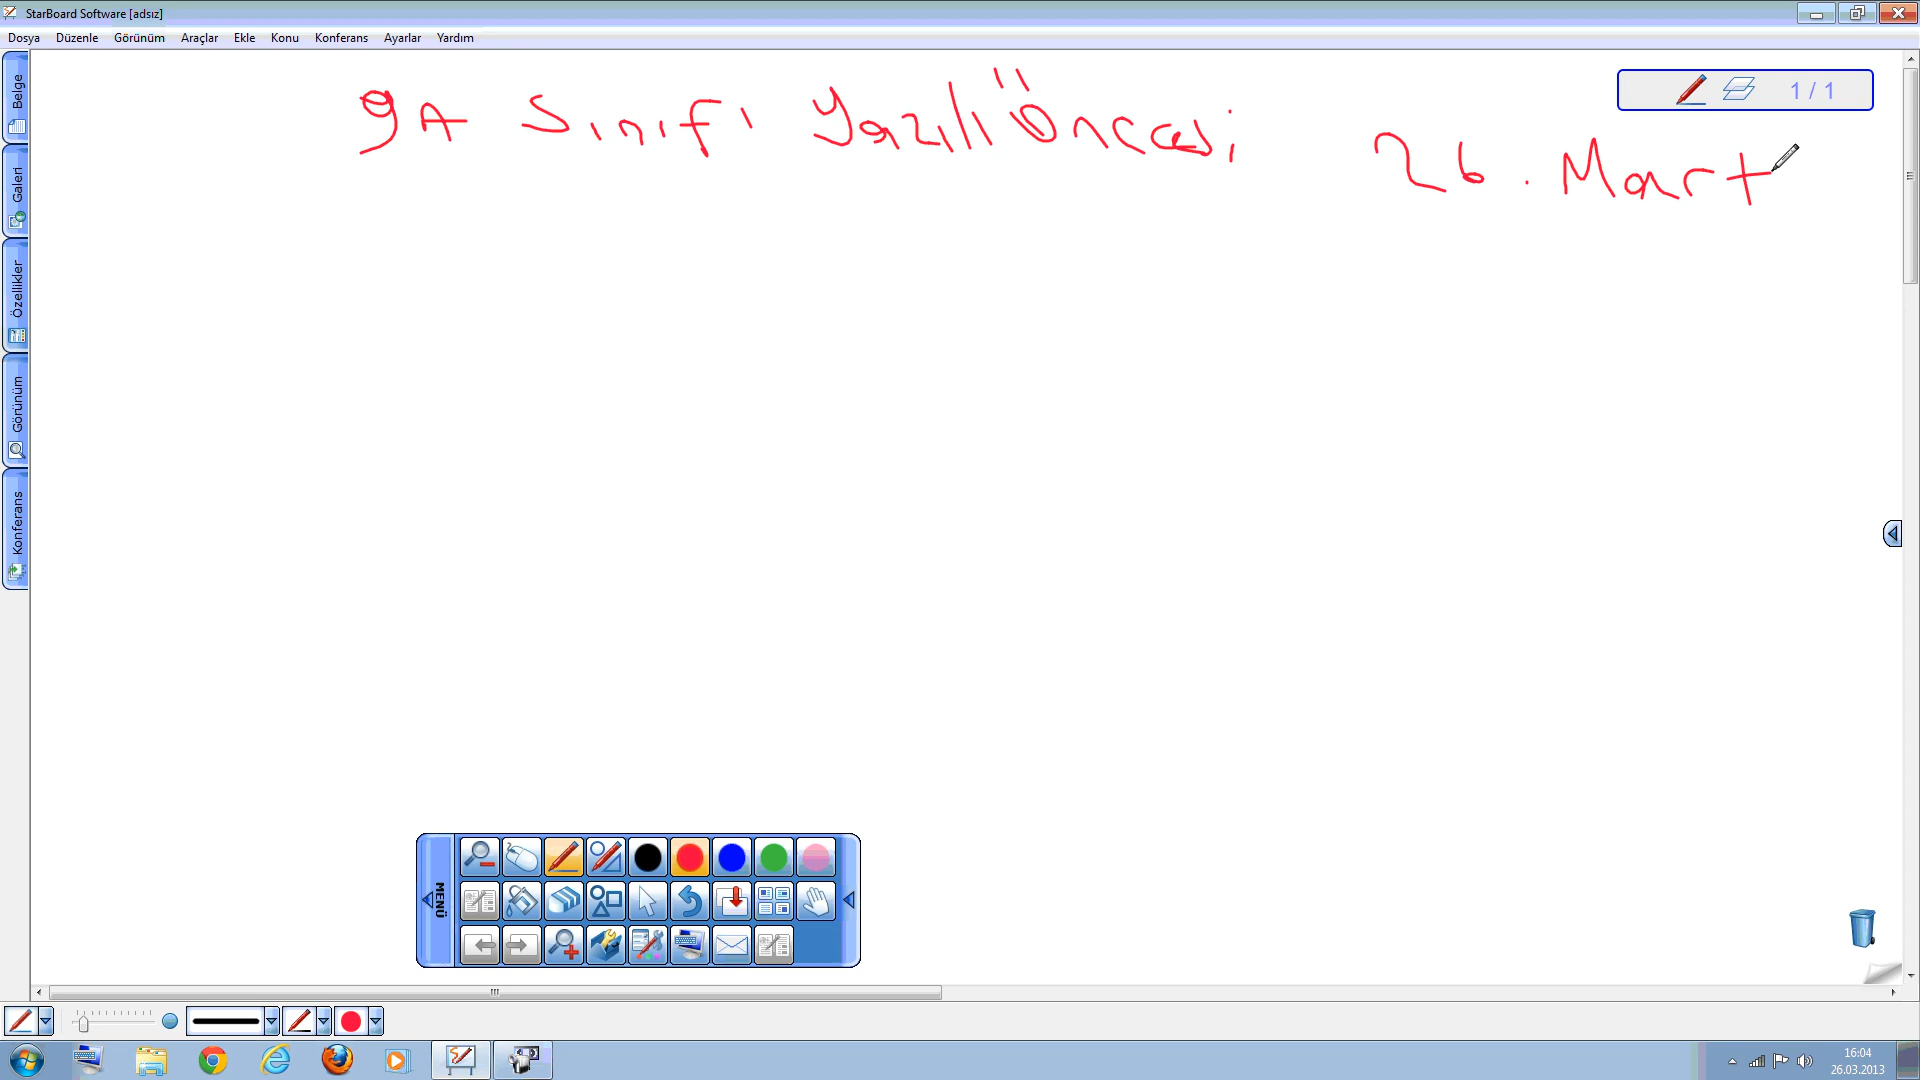 StarBoard Software [adsız]
Dosya Düzenle Görünüm Araçlar Ekle Konu Konferans Ayarlar Yardım
1 / 1
9A Sınıfı Yazılı Öncesi 26. Mart
Belge
Galeri
Özellikler
Görünüm
Konferans
MENÜ
16:04
26.03.2013